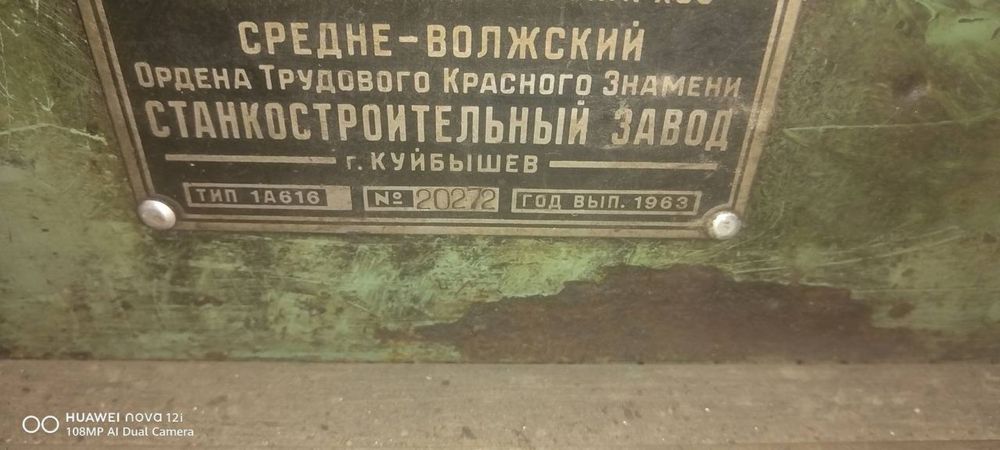 СРЕДНЕ-ВОЛЖСКИЙ
ОРДЕНА ТРУДОВОГО КРАСНОГО ЗНАМЕНИ
СТАНКОСТРОИТЕЛЬНЫЙ ЗАВОД
г. КУЙБЫШЕВ
ТИП 1А616 № 20272 ГОД ВЫП. 1963
HUAWEI nova 12i
108MP AI Dual Camera